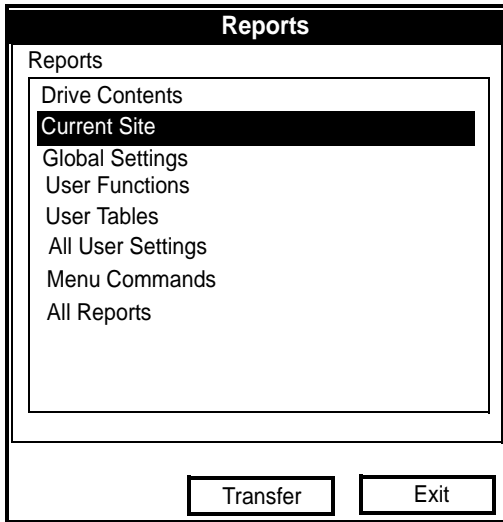 Reports
Reports
Drive Contents
Current Site
Global Settings
User Functions
User Tables
All User Settings
Menu Commands
All Reports
Transfer Exit